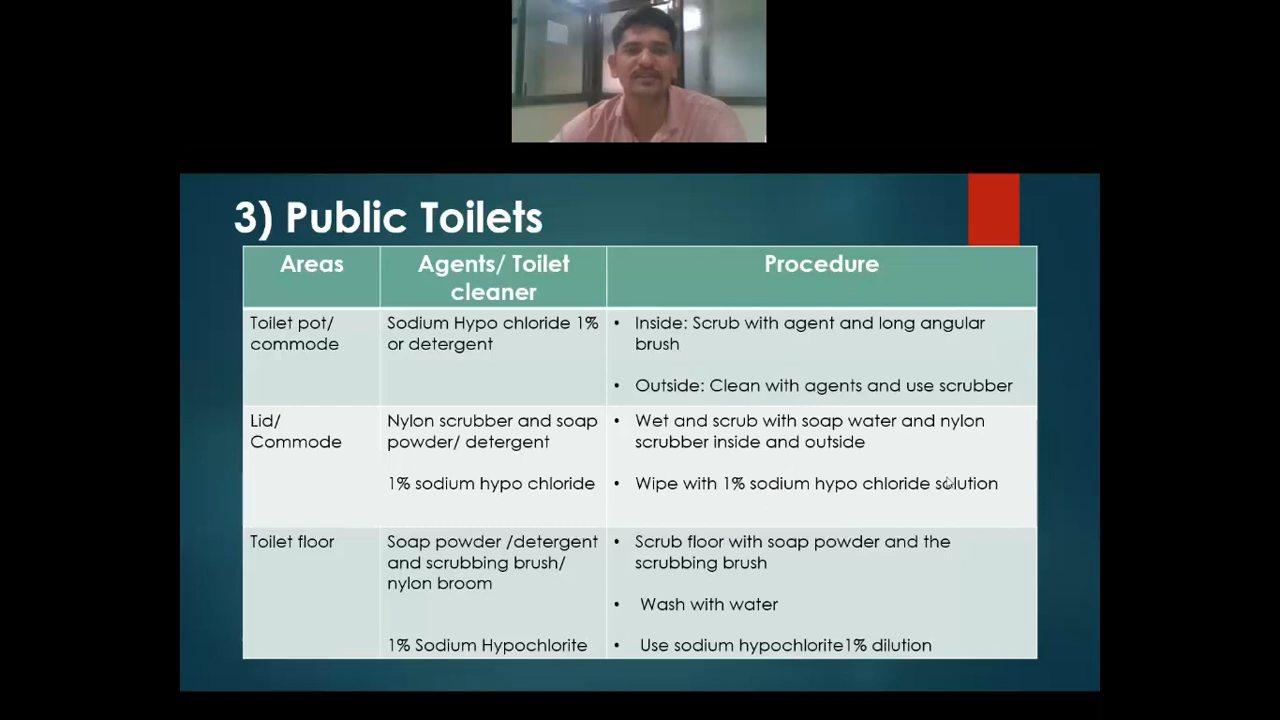 3) Public Toilets
Areas
Agents/ Toilet
cleaner
Procedure
Toilet pot/
commode
Sodium Hypo chloride 1%
or detergent
• Inside: Scrub with agent and long angular
brush
• Outside: Clean with agents and use scrubber
Lid/
Commode
Nylon scrubber and soap
powder/ detergent
1% sodium hypo chloride
• Wet and scrub with soap water and nylon
scrubber inside and outside
• Wipe with 1% sodium hypo chloride solution
Toilet floor
Soap powder /detergent
and scrubbing brush/
nylon broom
1% Sodium Hypochlorite
• Scrub floor with soap powder and the
scrubbing brush
• Wash with water
• Use sodium hypochlorite1% dilution